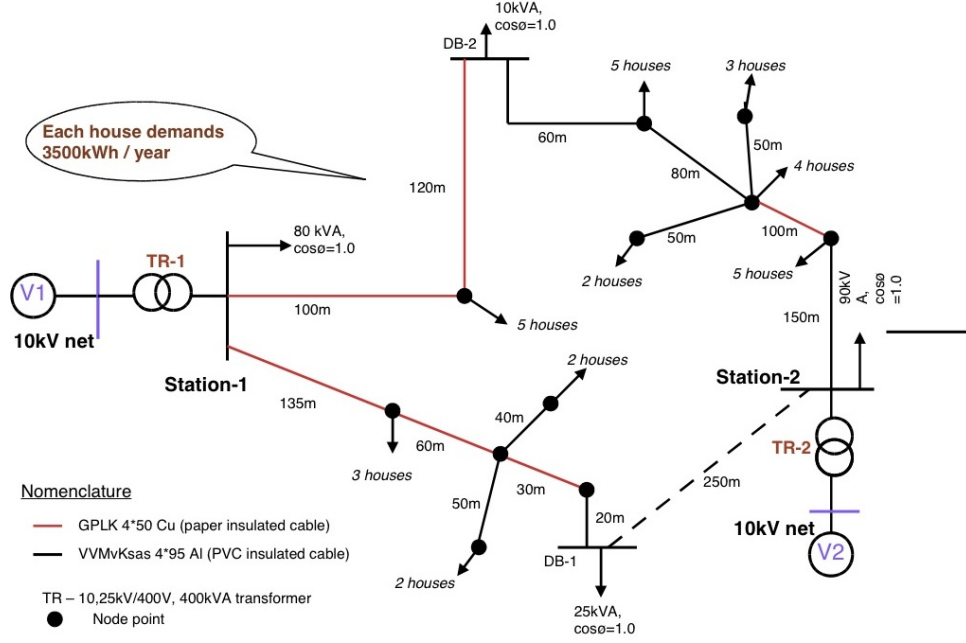 10kVA,
cosø=1.0
DB-2
5 houses
3 houses
Each house demands
3500kWh / year
60m
50m
80m
4 houses
120m
100m
50m
2 houses
5 houses
80 kVA,
cosø=1.0
TR-1
V1
10kV net
100m
5 houses
90kV
A,
cosø
=1.0
150m
Station-1
2 houses
Station-2
135m
40m
60m
TR-2
3 houses
30m
250m
50m
20m
Nomenclature
GPLK 4*50 Cu (paper insulated cable)
VVMvKsas 4*95 Al (PVC insulated cable)
10kV net
V2
DB-1
2 houses
TR – 10,25kV/400V, 400kVA transformer
Node point
25kVA,
cosø=1.0